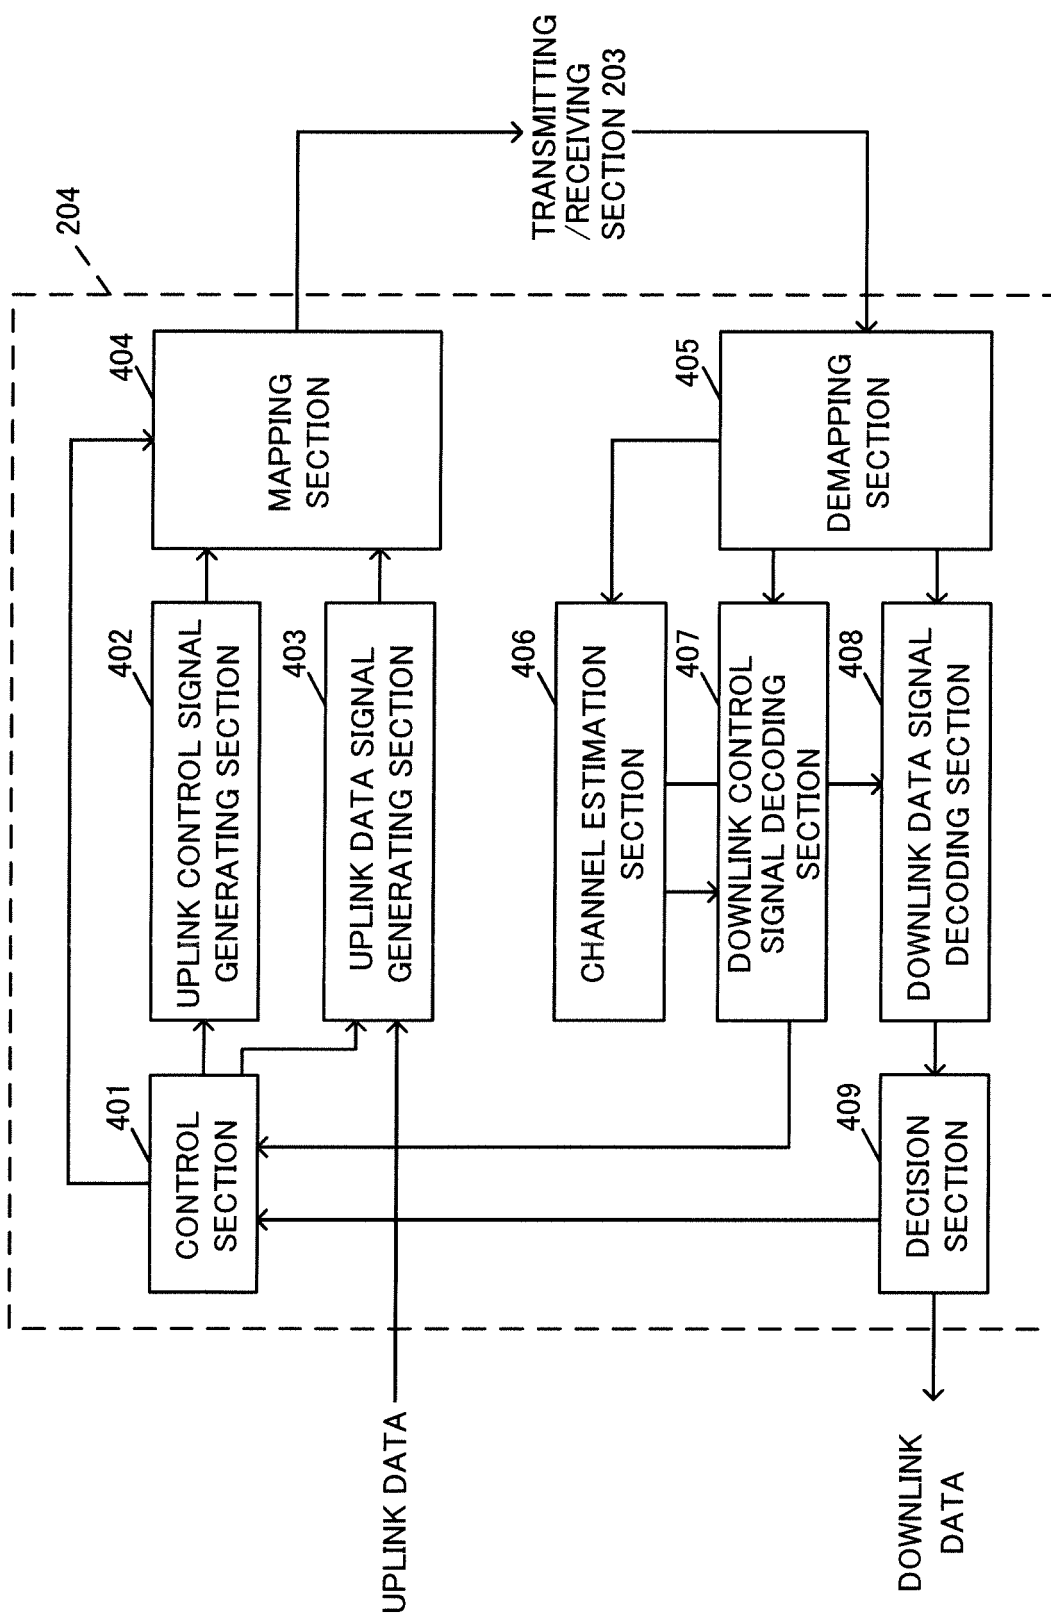 204
TRANSMITTING
/RECEIVING
SECTION 203
401
CONTROL
SECTION
402
UPLINK CONTROL SIGNAL
GENERATING SECTION
404
MAPPING
SECTION
UPLINK DATA
403
UPLINK DATA SIGNAL
GENERATING SECTION
406
CHANNEL ESTIMATION
SECTION
405
DEMAPPING
SECTION
407
DOWNLINK CONTROL
SIGNAL DECODING
SECTION
408
DOWNLINK DATA SIGNAL
DECODING SECTION
409
DECISION
SECTION
DOWNLINK
DATA